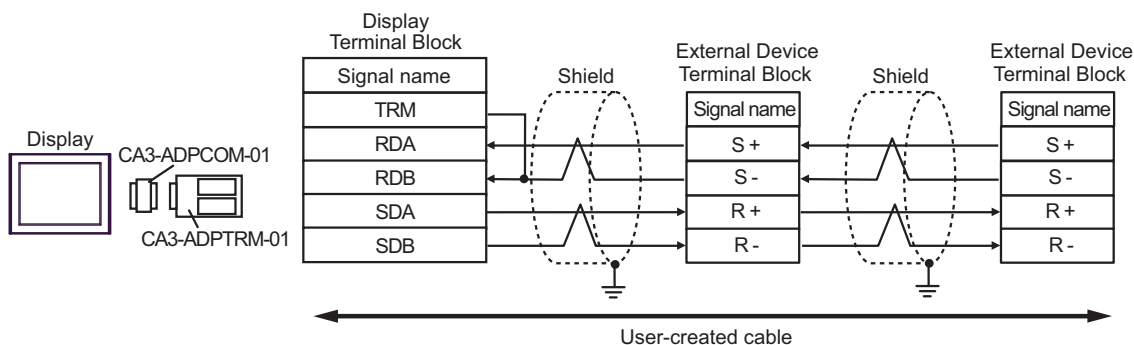 Display
Terminal Block
Signal name
TRM
RDA
RDB
SDA
SDB
Shield
External Device
Terminal Block
Signal name
S +
S -
R +
R -
Shield
External Device
Terminal Block
Signal name
S +
S -
R +
R -
Display
CA3-ADPCOM-01
CA3-ADPTRM-01
User-created cable